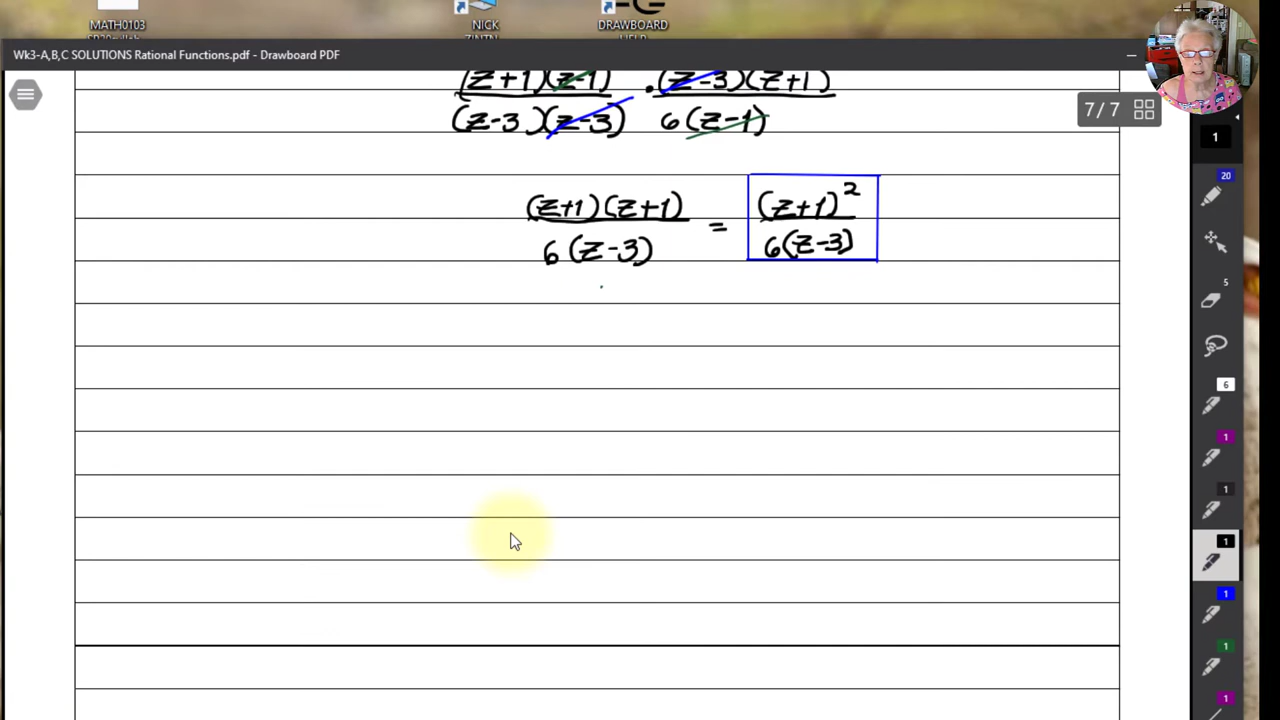 MATH0103
NICK
DRAWBOARD
Wk3-A,B,C SOLUTIONS Rational Functions.pdf - Drawboard PDF
(z+1)(z-1) . (z-3)(z+1)
(z-3)(z-3) 6(z-1)
7/7
1
20
(z+1)(z+1) = (z+1)²
6(z-3) 6(z-3)
5
6
1
1
1
1
1
1